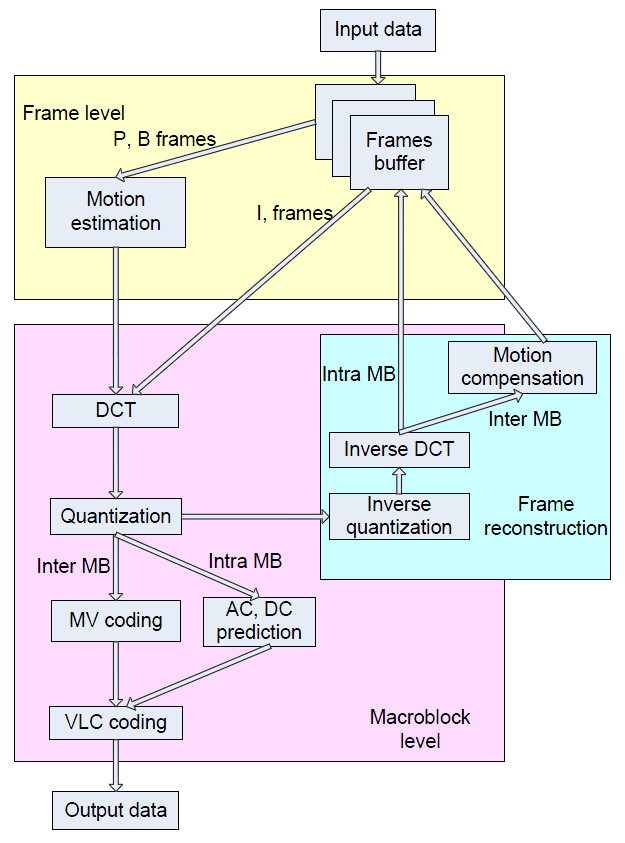 Input data
Frame level
P, B frames
Frames
buffer
Motion
estimation
I, frames
Motion
compensation
Intra MB
DCT
Inter MB
Inverse DCT
Quantization
Inverse
quantization
Frame
reconstruction
Inter MB
Intra MB
MV coding
AC, DC
prediction
VLC coding
Macroblock
level
Output data